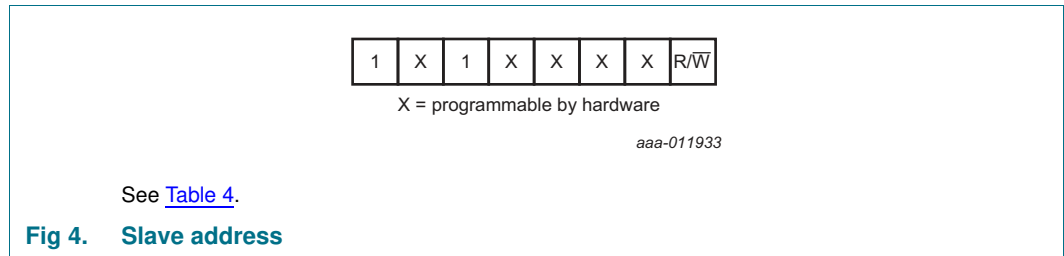 1 X 1 X X X X R/W̅
X = programmable by hardware
aaa-011933
See Table 4.
Fig 4. Slave address